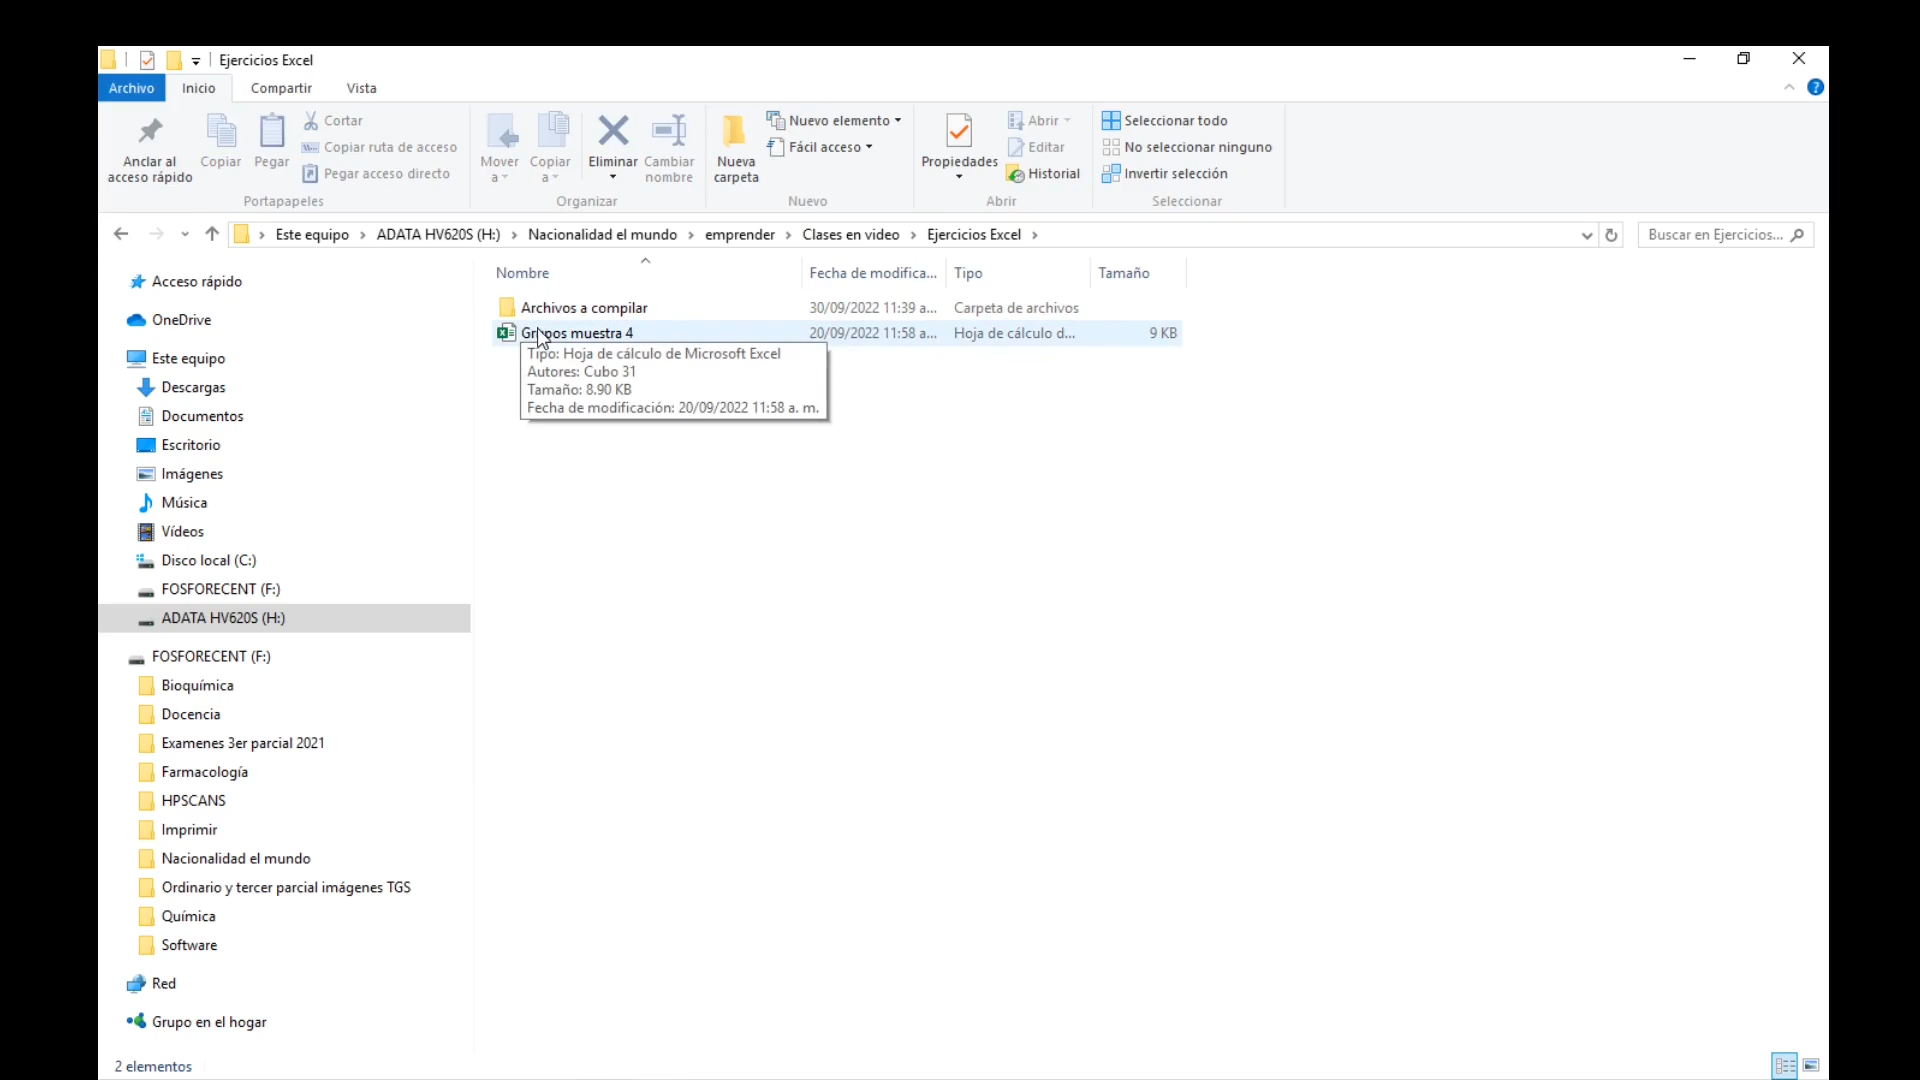 Ejercicios Excel
Archivo Inicio Compartir Vista
Anclar al acceso rápido
Copiar
Pegar
Cortar
Copiar ruta de acceso
Pegar acceso directo
Portapapeles
Mover a
Copiar a
Eliminar
Cambiar nombre
Organizar
Nueva carpeta
Nuevo elemento
Fácil acceso
Nuevo
Propiedades
Abrir
Editar
Historial
Abrir
Seleccionar todo
No seleccionar ninguno
Invertir selección
Seleccionar
Este equipo > ADATA HV620S (H:) > Nacionalidad el mundo > emprender > Clases en video > Ejercicios Excel >
Buscar en Ejercicios...
Acceso rápido
OneDrive
Este equipo
Descargas
Documentos
Escritorio
Imágenes
Música
Vídeos
Disco local (C:)
FOSFORECENT (F:)
ADATA HV620S (H:)
FOSFORECENT (F:)
Bioquímica
Docencia
Examenes 3er parcial 2021
Farmacología
HPSCANS
Imprimir
Nacionalidad el mundo
Ordinario y tercer parcial imágenes TGS
Química
Software
Red
Grupo en el hogar
Nombre Fecha de modifica... Tipo Tamaño
Archivos a compilar 30/09/2022 11:39 a... Carpeta de archivos
Grupos muestra 4 20/09/2022 11:58 a... Hoja de cálculo d... 9 KB
Tipo: Hoja de cálculo de Microsoft Excel
Autores: Cubo 31
Tamaño: 8.90 KB
Fecha de modificación: 20/09/2022 11:58 a. m.
2 elementos